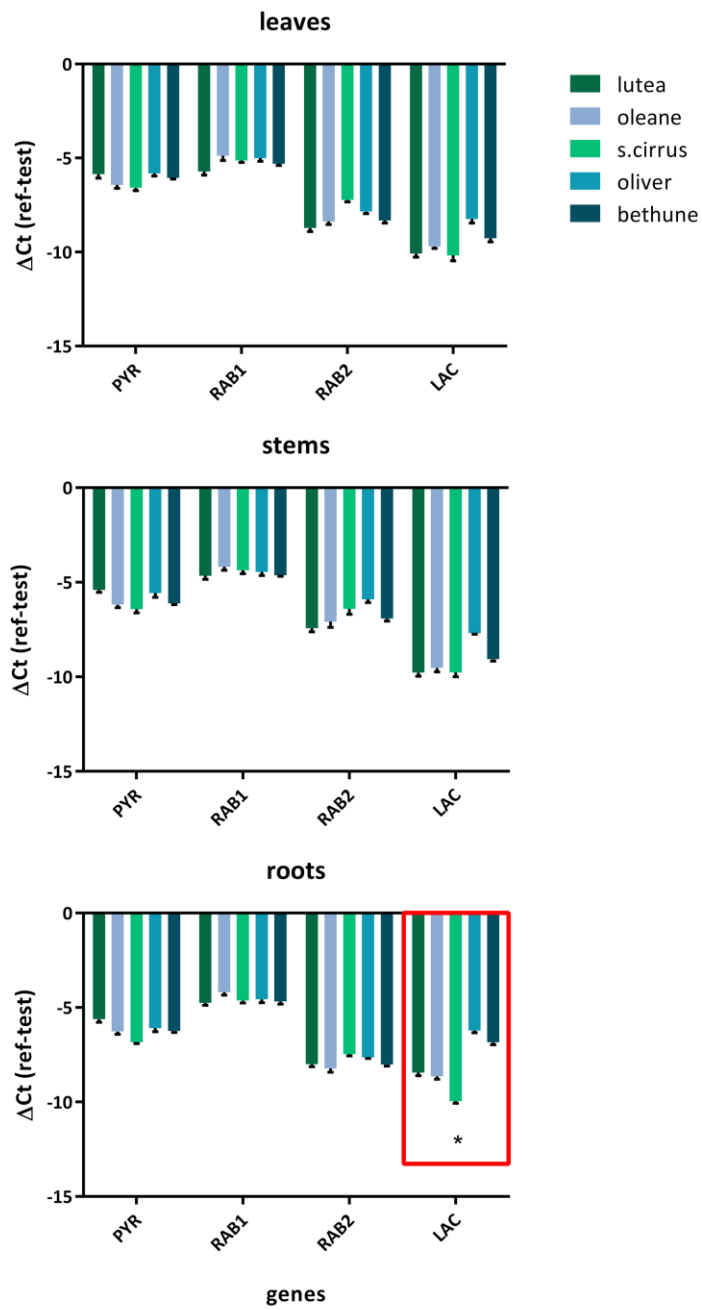 leaves
0
-5
-10
-15
ΔCt (ref-test)
PYR
RAB1
RAB2
LAC
lutea
oleane
s.cirrus
oliver
bethune
stems
0
-5
-10
-15
ΔCt (ref-test)
PYR
RAB1
RAB2
LAC
roots
0
-5
-10
-15
ΔCt (ref-test)
*
PYR
RAB1
RAB2
LAC
genes